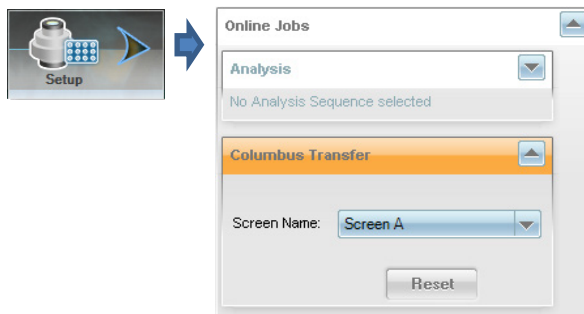 Setup
Online Jobs
Analysis
No Analysis Sequence selected
Columbus Transfer
Screen Name: Screen A
Reset